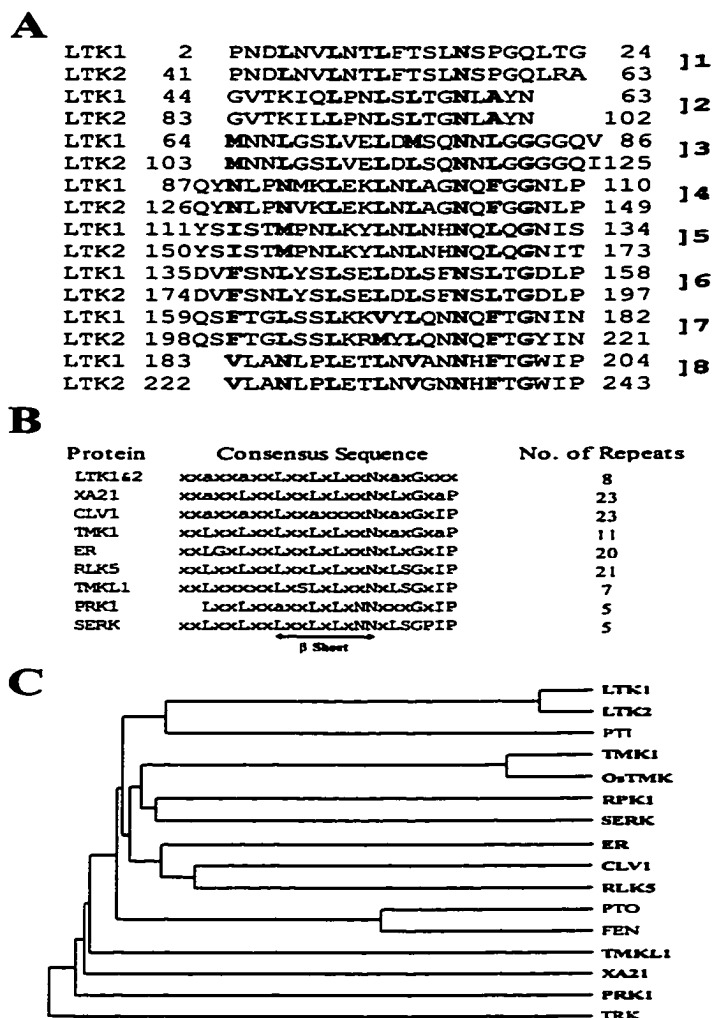 A
LTK1 2 PNDLNVLNTLFTSLNSPGQLTG 24 ]1
LTK2 41 PNDLNVLNTLFTSLNSPGQLRA 63
LTK1 44 GVTKIQLPNLSLTGNLAYN 63 ]2
LTK2 83 GVTKILLPNLSLTGNLAYN 102
LTK1 64 MNNLGSLVELDMSQNNLGGGGQV 86 ]3
LTK2 103 MNNLGSLVELDLSQNNLGGGGQI 125
LTK1 87 QYNLPNMKLEKLNLAGNQFGGNLP 110 ]4
LTK2 126 QYNLPNVKLEKLNLAGNQFGGNLP 149
LTK1 111 YSISTMPNLKYLNLNHNQLQGNIS 134 ]5
LTK2 150 YSISTMPNLKYLNLNHNQLQGNIT 173
LTK1 135 DVFSNLYSLSELDLSFNSLTGDLP 158 ]6
LTK2 174 DVFSNLYSLSELDLSFNSLTGDLP 197
LTK1 159 QSFTGLSSLKKVYLQNNQFTGNIN 182 ]7
LTK2 198 QSFTGLSSLKRMYLQNNQFTGYIN 221
LTK1 183 VLANLPLETLNVANNHFTGWIP 204 ]8
LTK2 222 VLANLPLETLNVGNNHFTGWIP 243
B
Protein Consensus Sequence No. of Repeats
LTK1&2 xxaxxaxxLxxLxLxxNxaxGxxx 8
XA21 xxaxxLxxLxxLxLxxNxLxGxaP 23
CLV1 xxaxxLxxLxxaxxxxNxaxGxIP 23
TMK1 xxLxxLxxLxxLxLxxNxaxGxaP 11
ER xxLGxLxxLxxLxLxxNxLxGxIP 20
RLK5 xxLxxLxxLxxLxLxxNxLSGxIP 21
TMKL1 xxLxxxxxLxSLxLxxNxLSGxIP 7
PRK1 LxxLxxaxxLxLxNNxxxGxIP 5
SERK xxLxxLxxLxxLxLxNNxLSGPIP 5
β Sheet
C
LTK1
LTK2
PTI
TMK1
OsTMK
RPK1
SERK
ER
CLV1
RLK5
PTO
FEN
TMKL1
XA21
PRK1
TRK